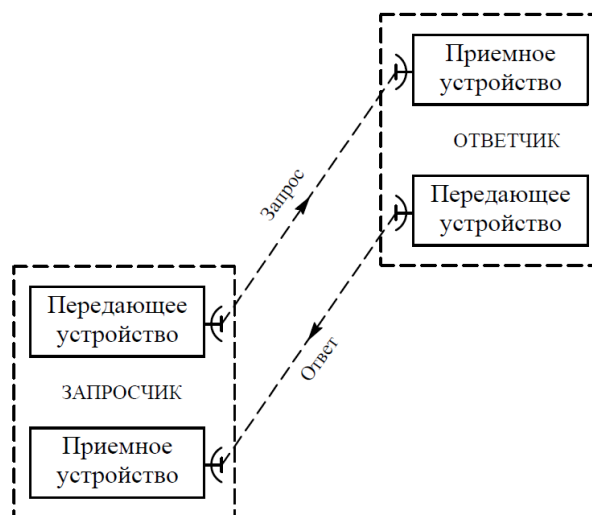 Приемное
устройство
ОТВЕТЧИК
Передающее
устройство
Запрос
Передающее
устройство
ЗАПРОСЧИК
Приемное
устройство
Ответ